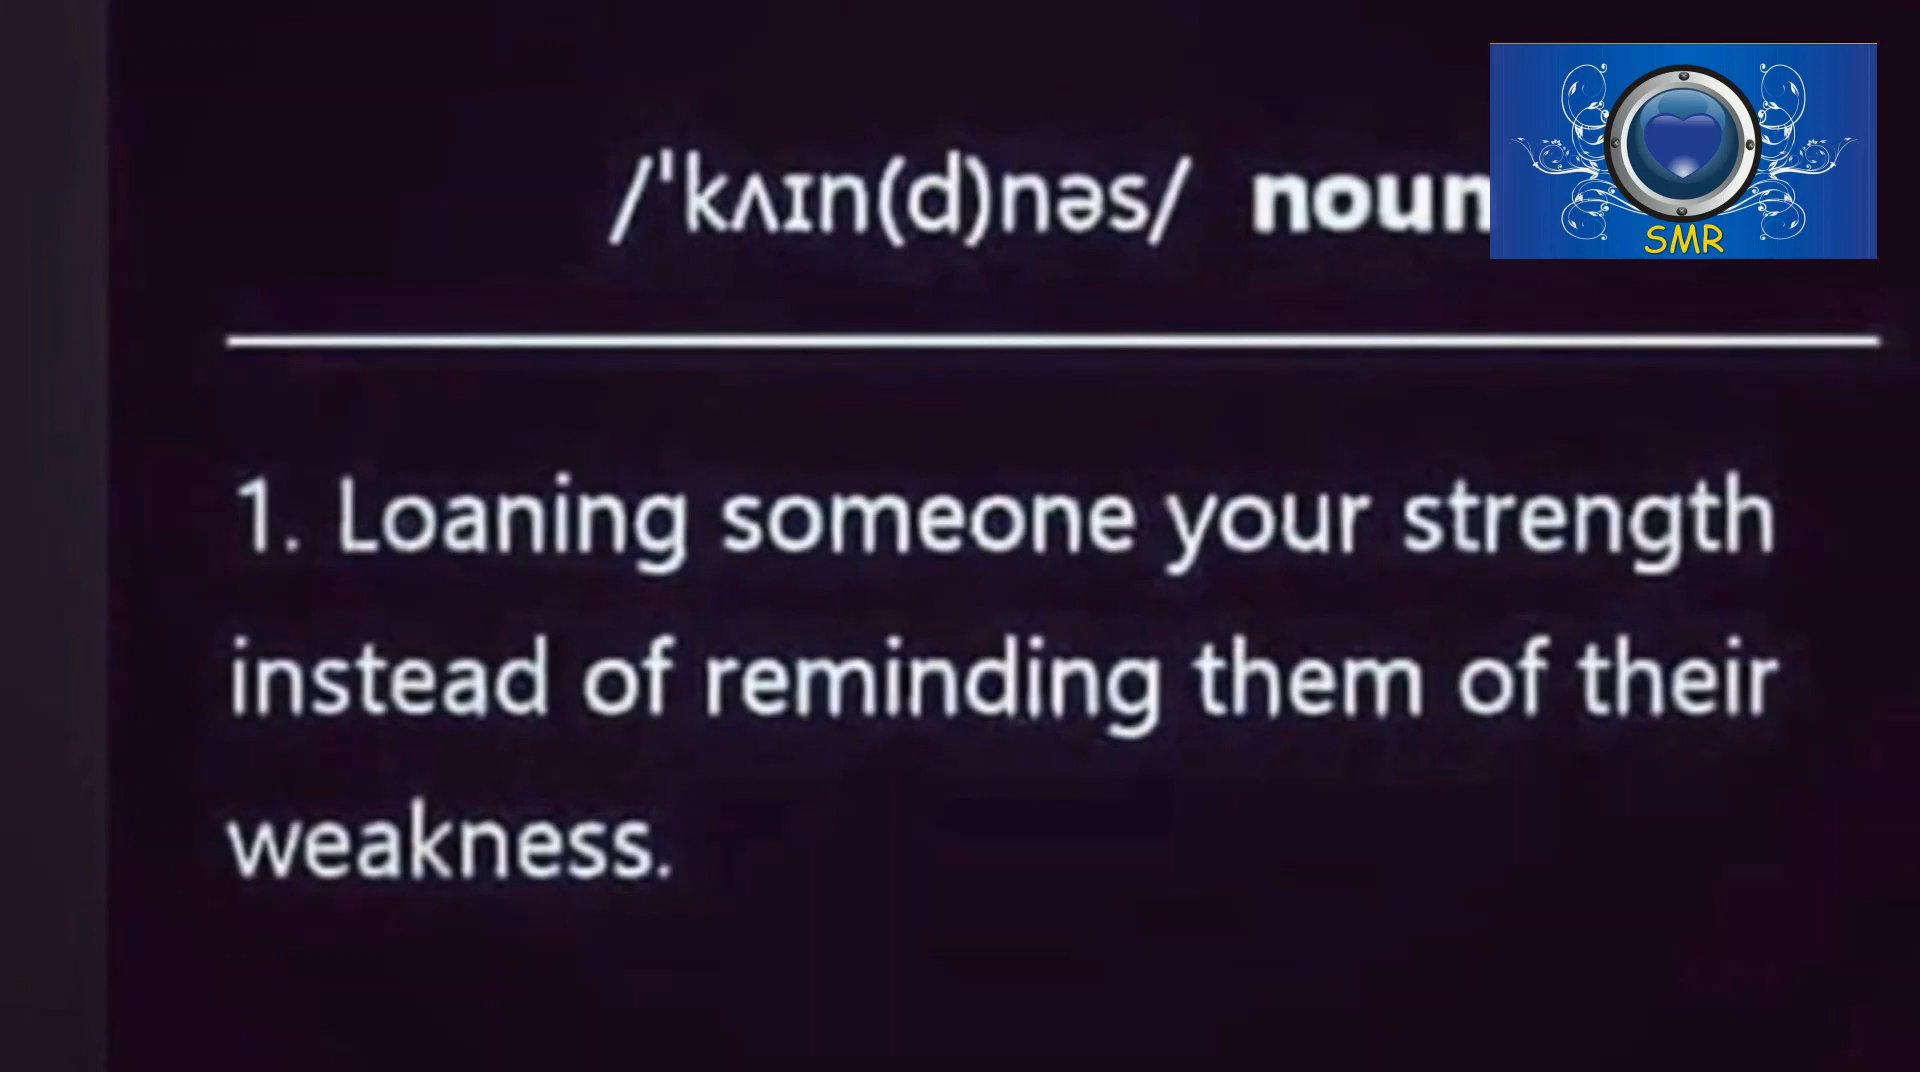 /ˈkʌɪn(d)nəs/ noun
SMR
1. Loaning someone your strength
instead of reminding them of their
weakness.